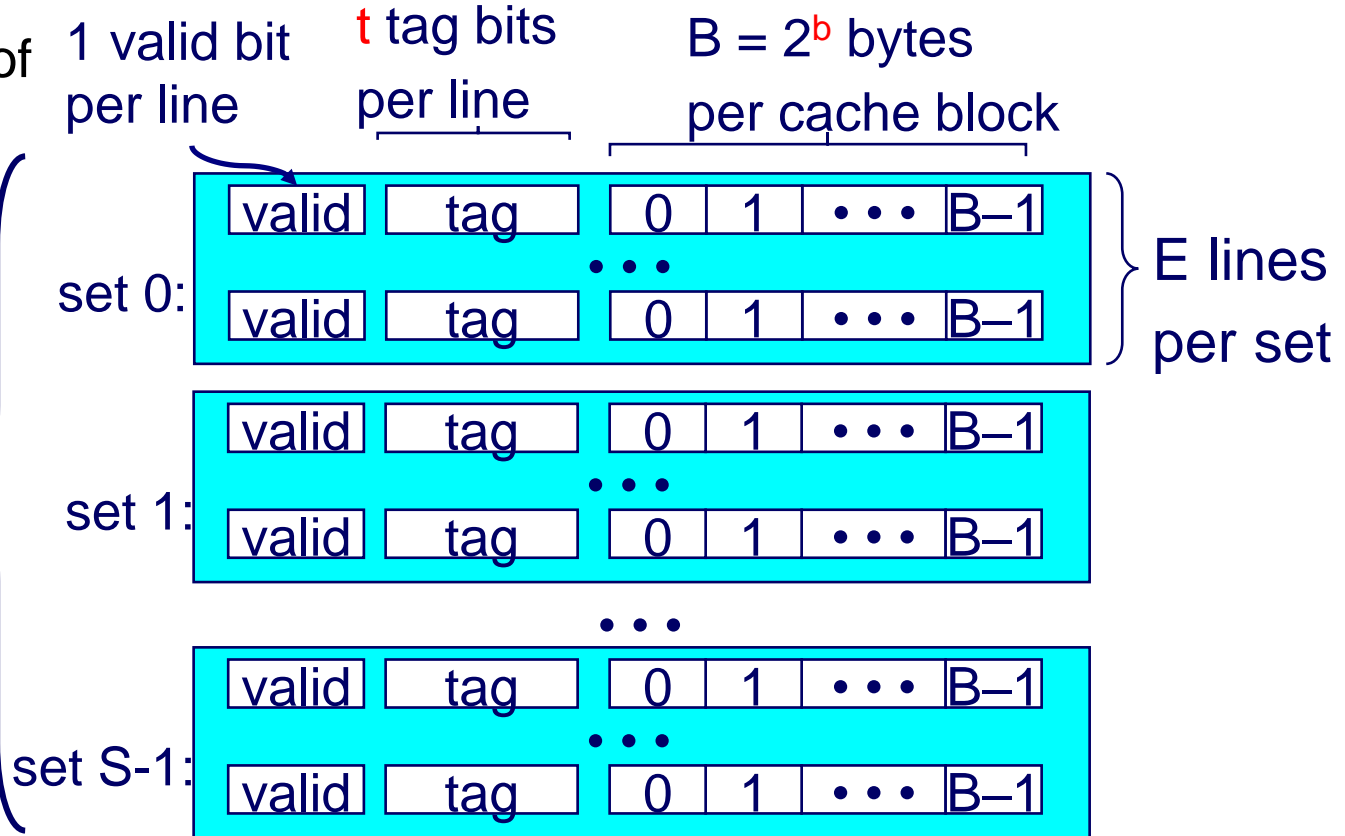 of
1 valid bit
per line
t tag bits
per line
B = 2ᵇ bytes
per cache block
valid tag 0 1 • • • B–1
• • •
set 0:
valid tag 0 1 • • • B–1
E lines
per set
valid tag 0 1 • • • B–1
• • •
set 1:
valid tag 0 1 • • • B–1
• • •
valid tag 0 1 • • • B–1
• • •
set S-1:
valid tag 0 1 • • • B–1